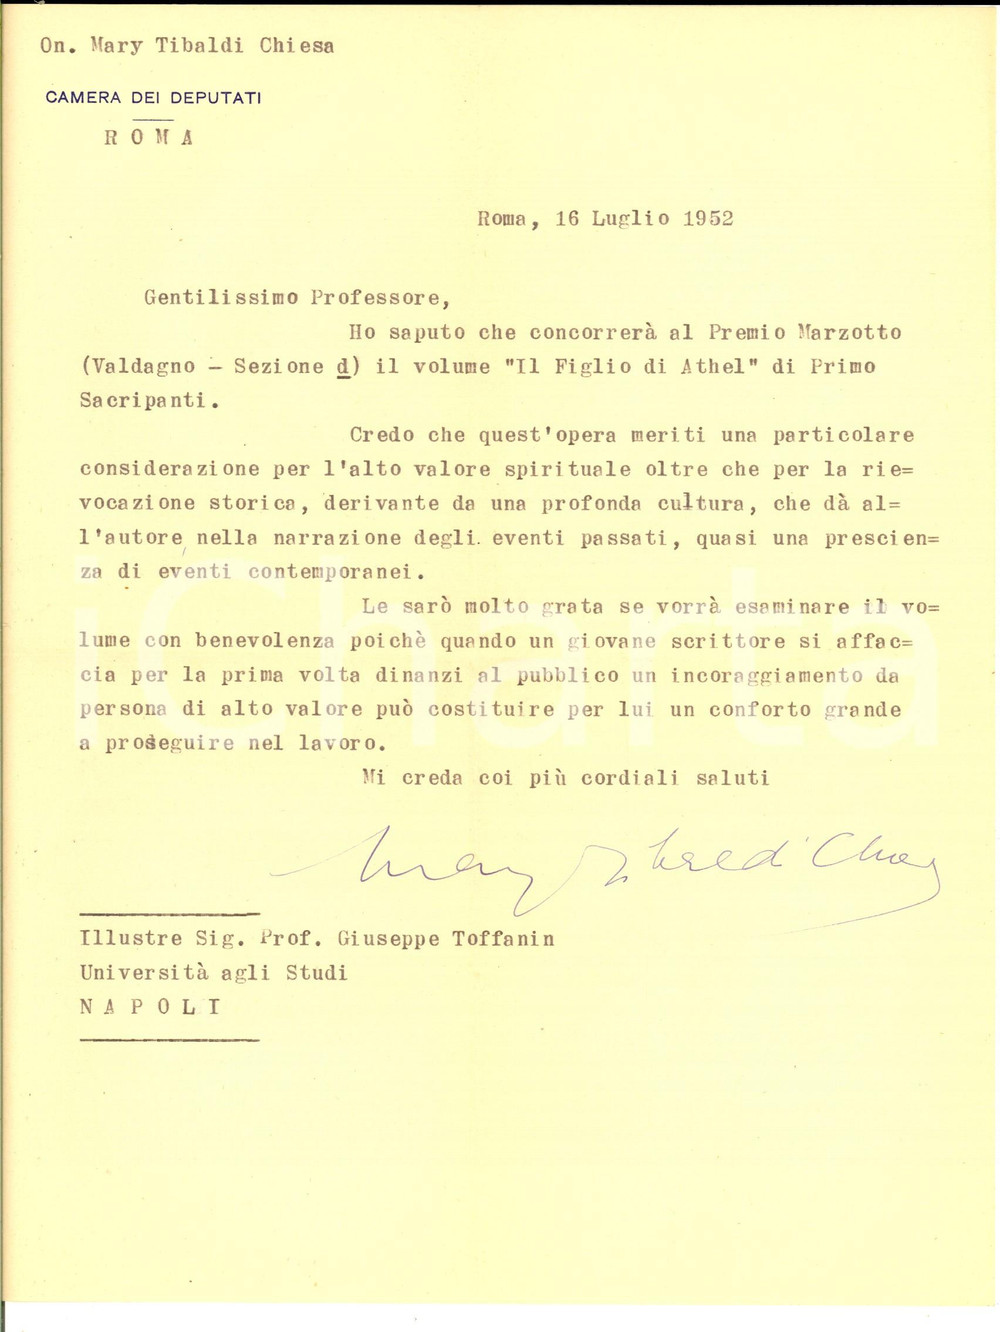 On. Mary Tibaldi Chiesa
CAMERA DEI DEPUTATI
R O M A
Roma, 16 Luglio 1952
Gentilissimo Professore,
Ho saputo che concorrerà al Premio Marzotto
(Valdagno - Sezione d) il volume "Il Figlio di Athel" di Primo
Sacripanti.
Credo che quest'opera meriti una particolare
considerazione per l'alto valore spirituale oltre che per la rie=
vocazione storica, derivante da una profonda cultura, che dà al=
l'autore, nella narrazione degli eventi passati, quasi una prescien=
za di eventi contemporanei.
Le sarò molto grata se vorrà esaminare il vo=
lume con benevolenza poichè quando un giovane scrittore si affac=
cia per la prima volta dinanzi al pubblico un incoraggiamento da
persona di alto valore può costituire per lui un conforto grande
a proseguire nel lavoro.
Mi creda coi più cordiali saluti
Mary Tibaldi Chiesa
Illustre Sig. Prof. Giuseppe Toffanin
Università agli Studi
N A P O L I
iCharta